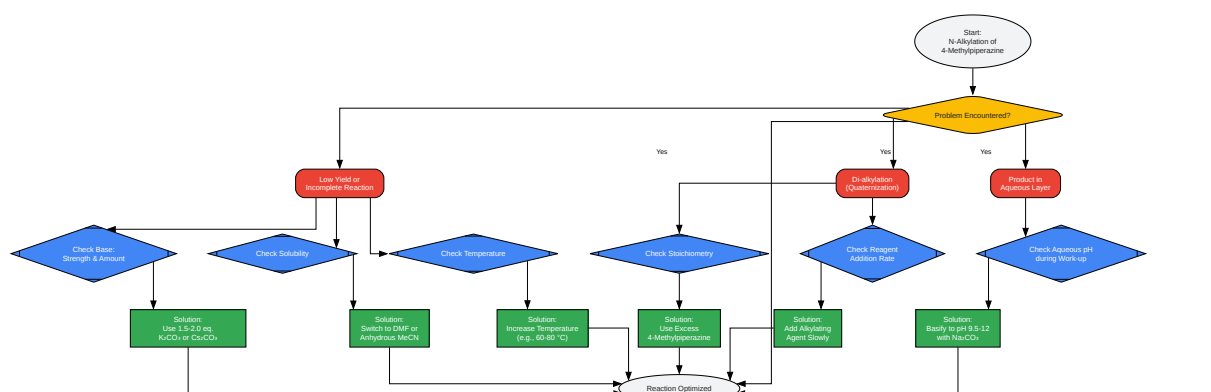 Start:
N-Alkylation of
4-Methylpiperazine
Problem Encountered?
Yes
Yes
Yes
Low Yield or
Incomplete Reaction
Di-alkylation
(Quaternization)
Product in
Aqueous Layer
Check Base:
Strength & Amount
Check Solubility
Check Temperature
Check Stoichiometry
Check Reagent
Addition Rate
Check Aqueous pH
during Work-up
Solution:
Use 1.5-2.0 eq.
K₂CO₃ or Cs₂CO₃
Solution:
Switch to DMF or
Anhydrous MeCN
Solution:
Increase Temperature
(e.g., 60-80 °C)
Solution:
Use Excess
4-Methylpiperazine
Solution:
Add Alkylating
Agent Slowly
Solution:
Basify to pH 9.5-12
with Na₂CO₃
Reaction Optimized